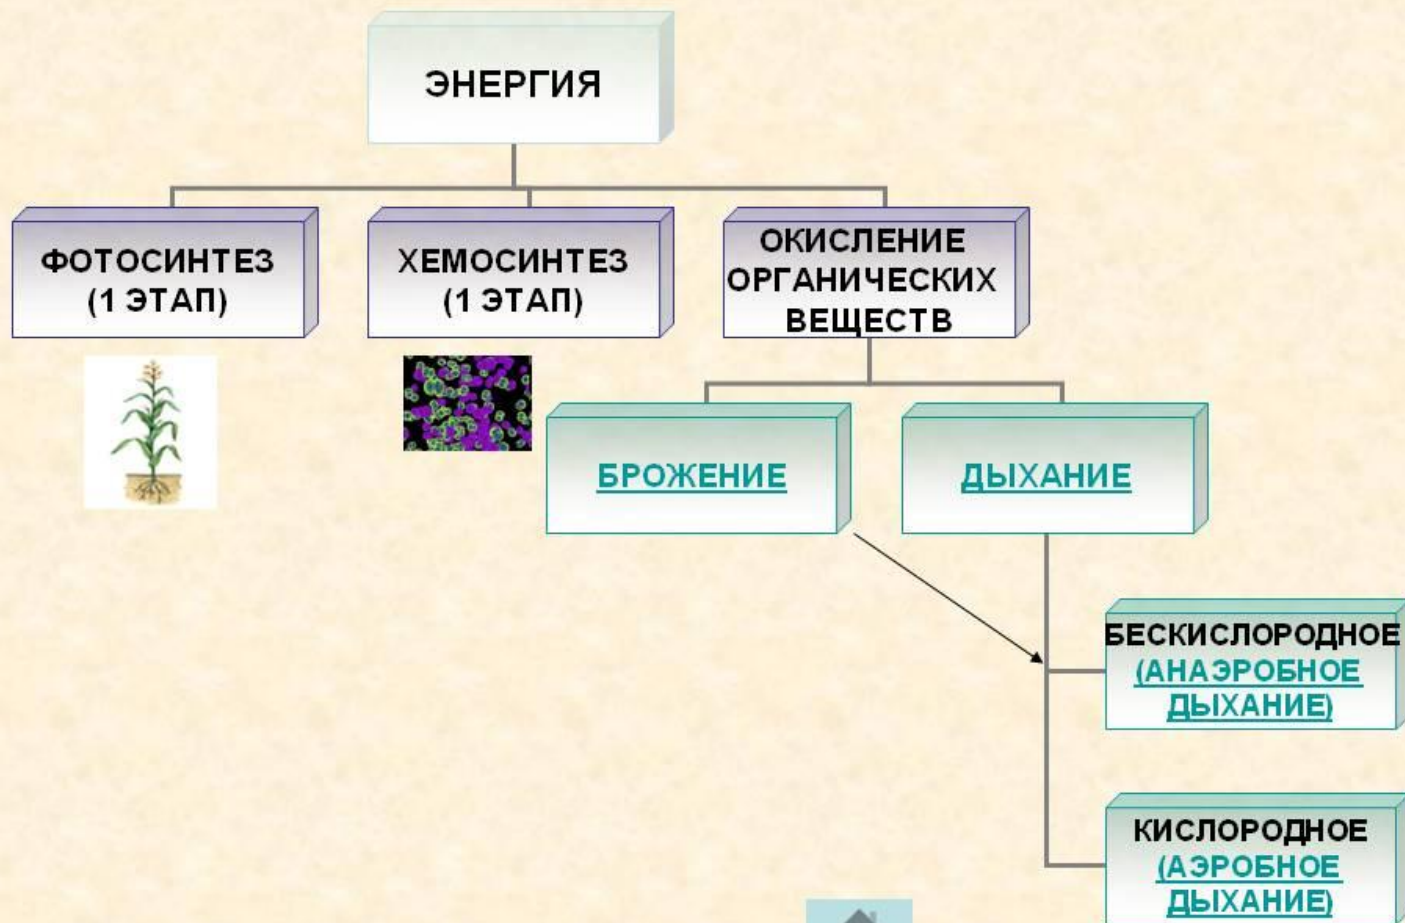 ЭНЕРГИЯ
ФОТОСИНТЕЗ
(1 ЭТАП)
ХЕМОСИНТЕЗ
(1 ЭТАП)
ОКИСЛЕНИЕ
ОРГАНИЧЕСКИХ
ВЕЩЕСТВ
БРОЖЕНИЕ
ДЫХАНИЕ
БЕСКИСЛОРОДНОЕ
(АНАЭРОБНОЕ
ДЫХАНИЕ)
КИСЛОРОДНОЕ
(АЭРОБНОЕ
ДЫХАНИЕ)